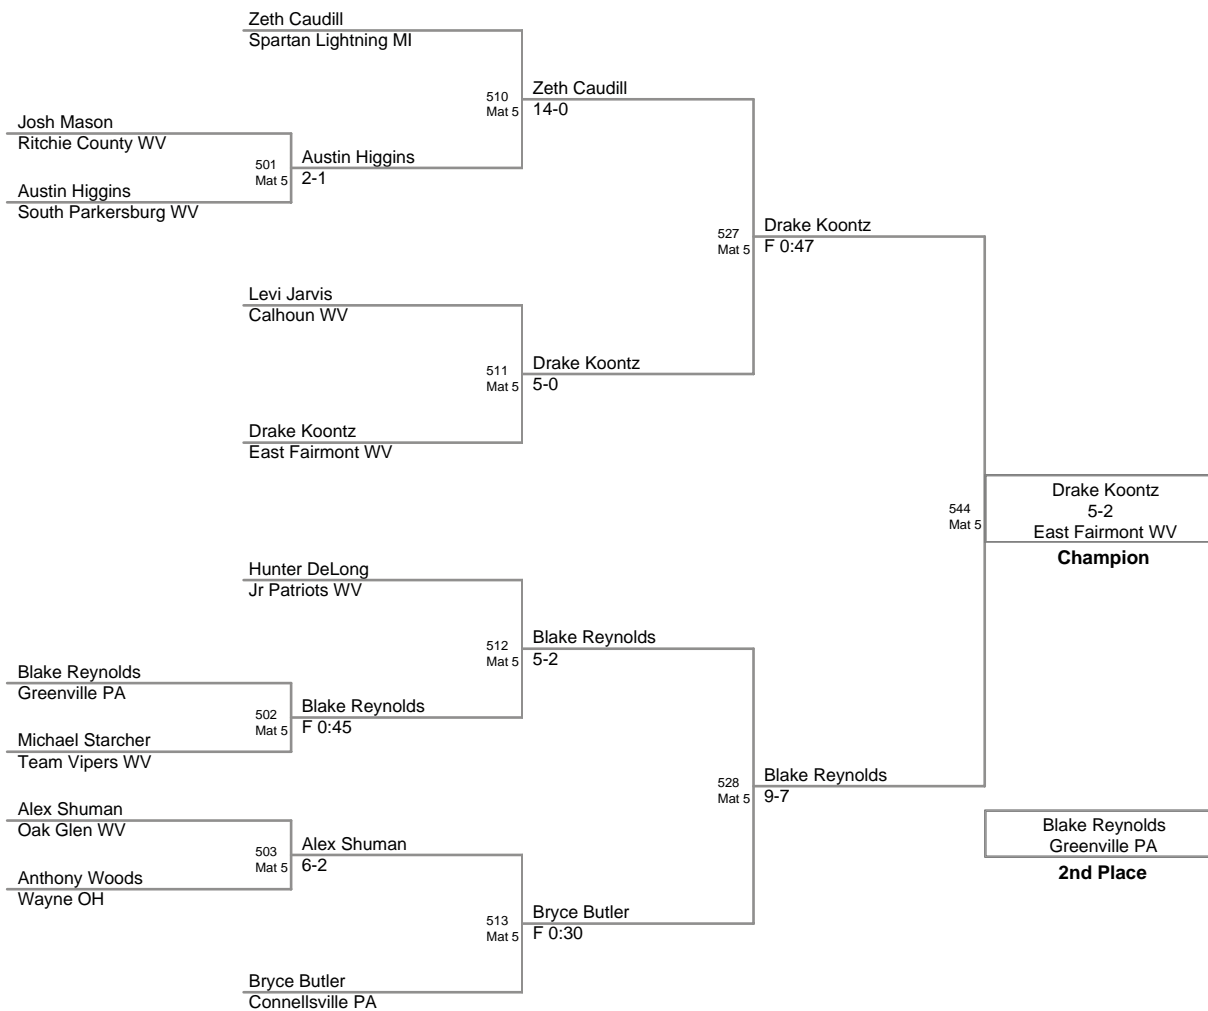 Zeth Caudill
Spartan Lightning MI
510
Mat 5
Zeth Caudill
14-0
Josh Mason
Ritchie County WV
501
Mat 5
Austin Higgins
2-1
Austin Higgins
South Parkersburg WV
527
Mat 5
Drake Koontz
F 0:47
Levi Jarvis
Calhoun WV
511
Mat 5
Drake Koontz
5-0
Drake Koontz
East Fairmont WV
544
Mat 5
Drake Koontz
5-2
East Fairmont WV
Champion
Hunter DeLong
Jr Patriots WV
512
Mat 5
Blake Reynolds
5-2
Blake Reynolds
Greenville PA
502
Mat 5
Blake Reynolds
F 0:45
Michael Starcher
Team Vipers WV
528
Mat 5
Blake Reynolds
9-7
Alex Shuman
Oak Glen WV
503
Mat 5
Alex Shuman
6-2
Anthony Woods
Wayne OH
Blake Reynolds
Greenville PA
2nd Place
513
Mat 5
Bryce Butler
F 0:30
Bryce Butler
Connellsville PA